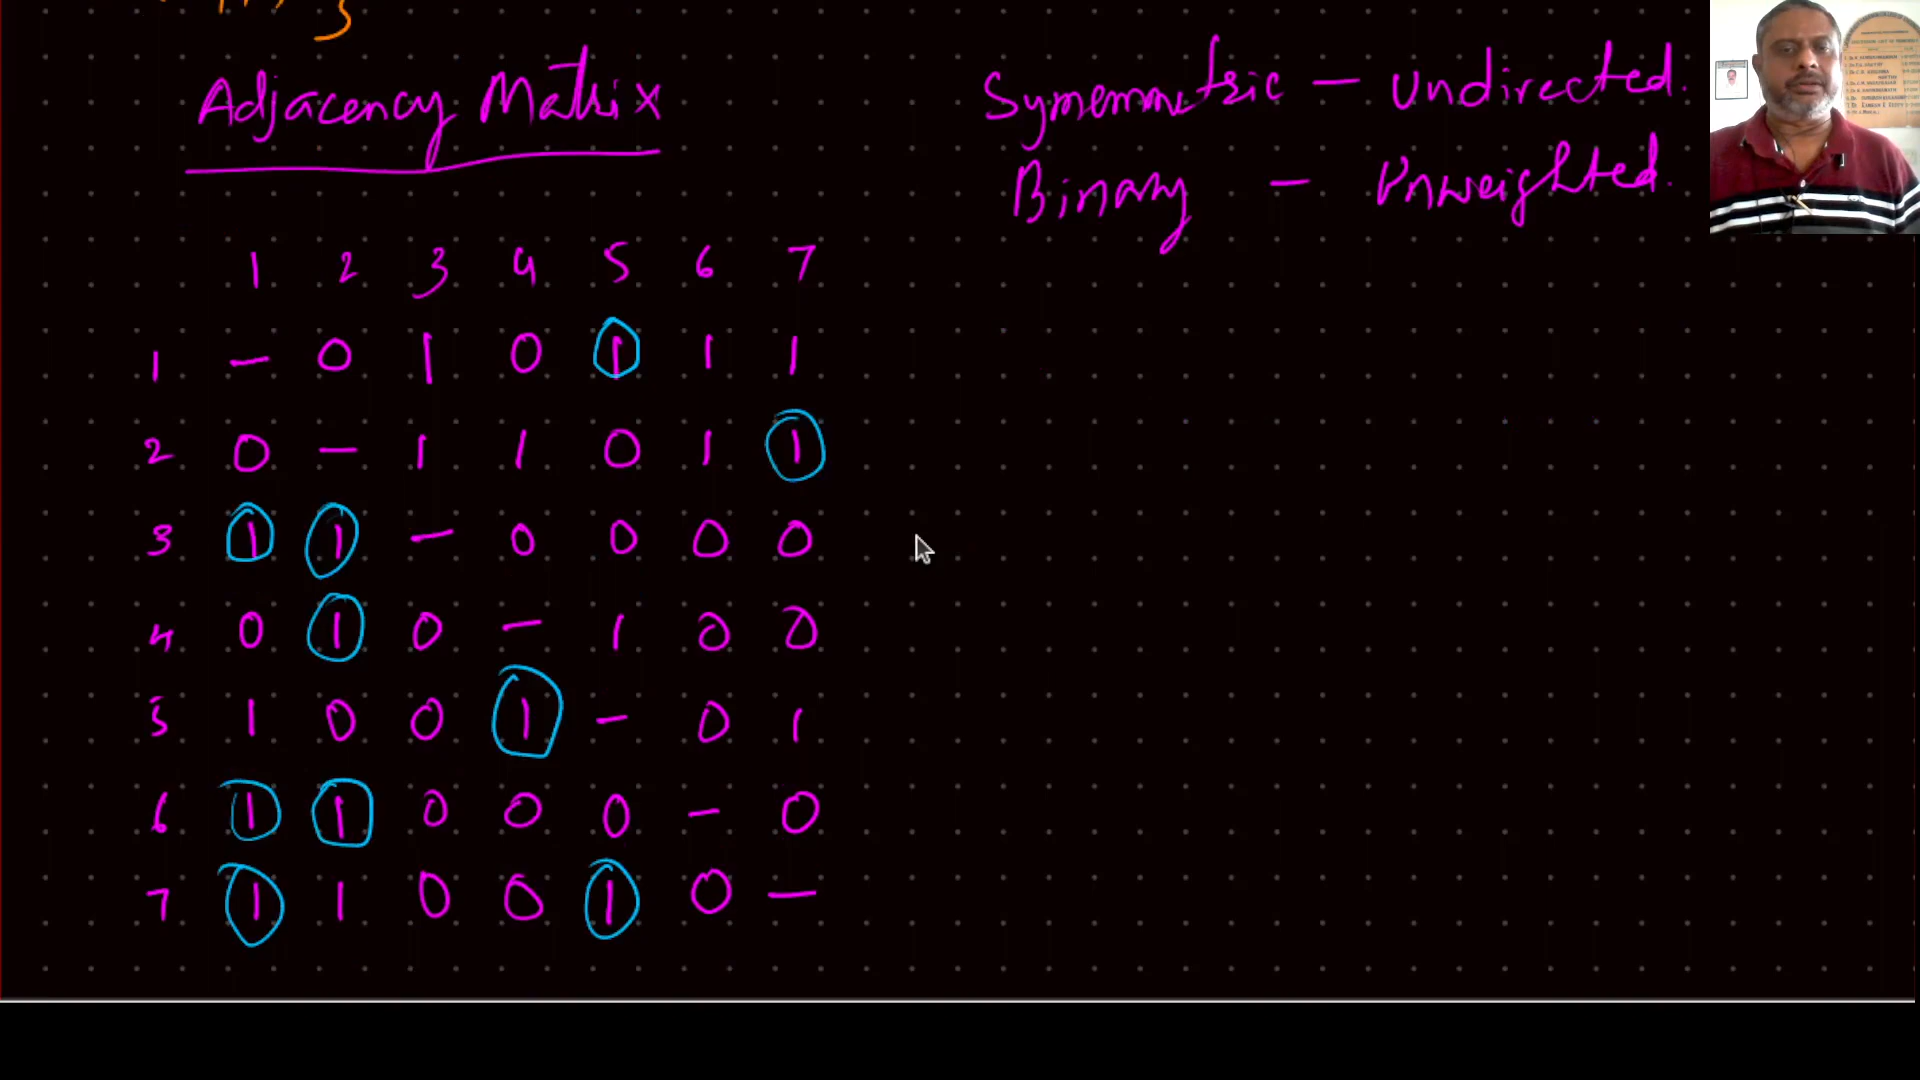 Adjacency Matrix
Symemmetric - Undirected.
Binary - Unweighted.
1 2 3 4 5 6 7
1 - 0 1 0 1 1 1
2 0 - 1 1 0 1 1
3 1 1 - 0 0 0 0
4 0 1 0 - 1 0 0
5 1 0 0 1 - 0 1
6 1 1 0 0 0 - 0
7 1 1 0 0 1 0 -